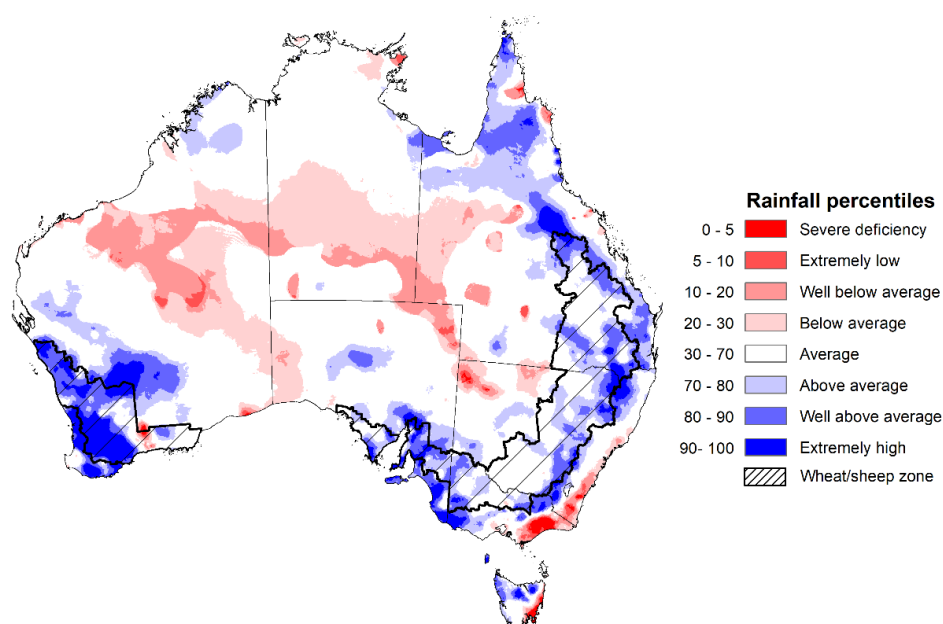 Rainfall percentiles
0 - 5 Severe deficiency
5 - 10 Extremely low
10 - 20 Well below average
20 - 30 Below average
30 - 70 Average
70 - 80 Above average
80 - 90 Well above average
90- 100 Extremely high
Wheat/sheep zone